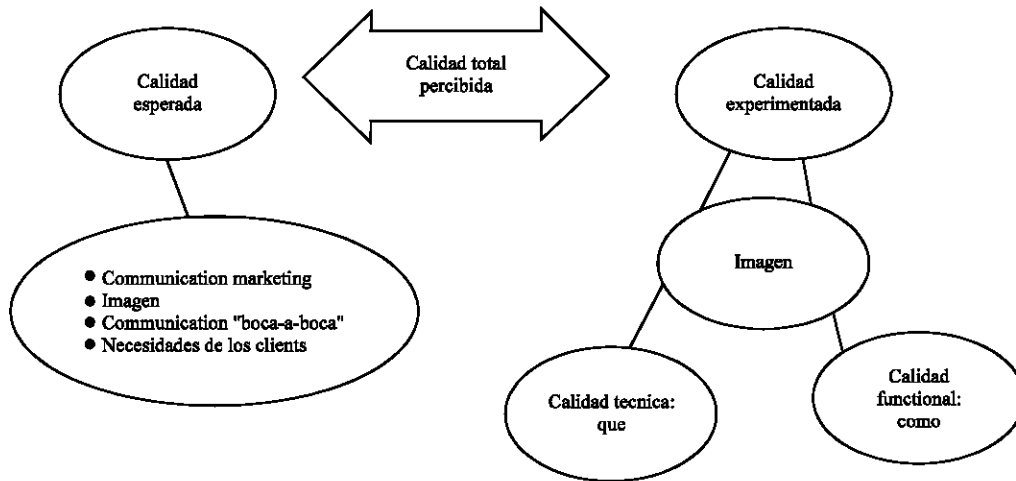 Calidad
esperada
Calidad total
percibida
Calidad
experimentada
● Communication marketing
● Imagen
● Communication "boca-a-boca"
● Necesidades de los clients
Imagen
Calidad tecnica:
que
Calidad
functional:
como